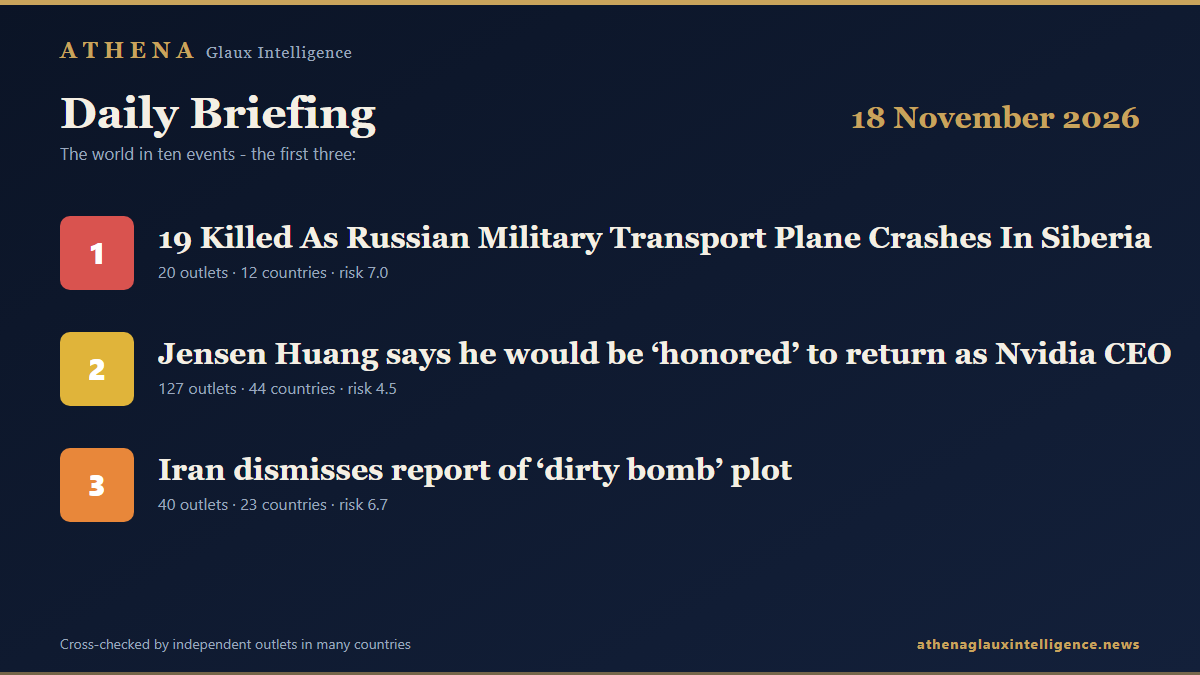 ATHENA Glaux Intelligence
Daily Briefing
18 November 2026
The world in ten events - the first three:
1
19 Killed As Russian Military Transport Plane Crashes In Siberia
20 outlets · 12 countries · risk 7.0
2
Jensen Huang says he would be ‘honored’ to return as Nvidia CEO
127 outlets · 44 countries · risk 4.5
3
Iran dismisses report of ‘dirty bomb’ plot
40 outlets · 23 countries · risk 6.7
Cross-checked by independent outlets in many countries
athenaglauxintelligence.news